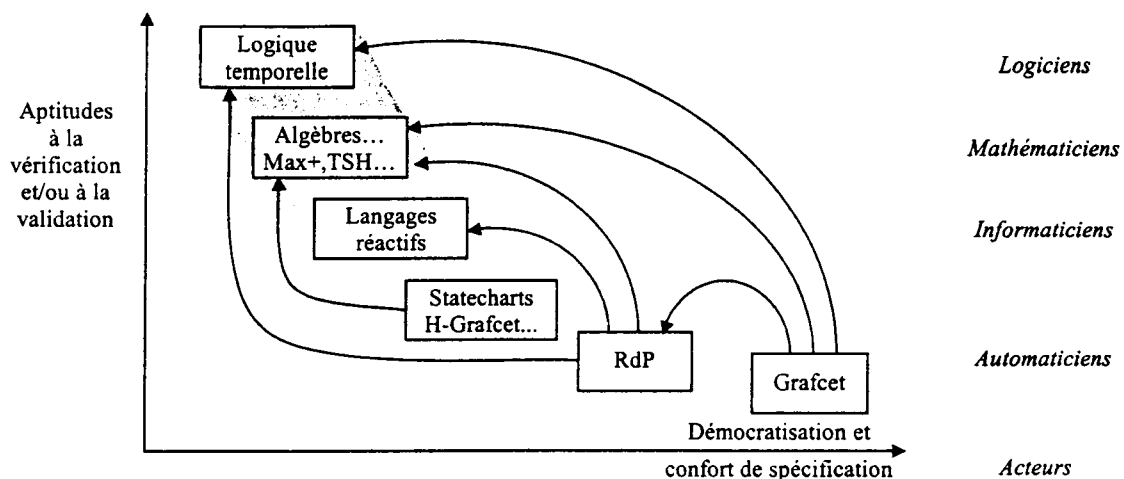 Logique
temporelle
Logiciens
Aptitudes
à la
vérification
et/ou à la
validation
Algèbres...
Max+,TSH...
Mathématiciens
Langages
réactifs
Informaticiens
Statecharts
H-Grafcet...
RdP
Grafcet
Automaticiens
Démocratisation et
confort de spécification
Acteurs